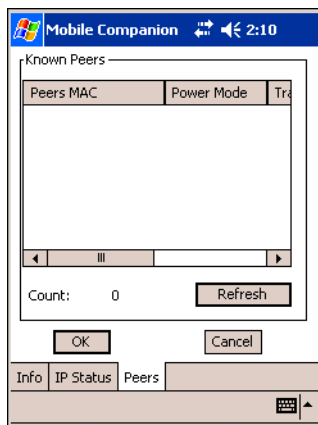 Mobile Companion 2:10
Known Peers
Peers MAC Power Mode Tra
Count: 0 Refresh
OK Cancel
Info IP Status Peers